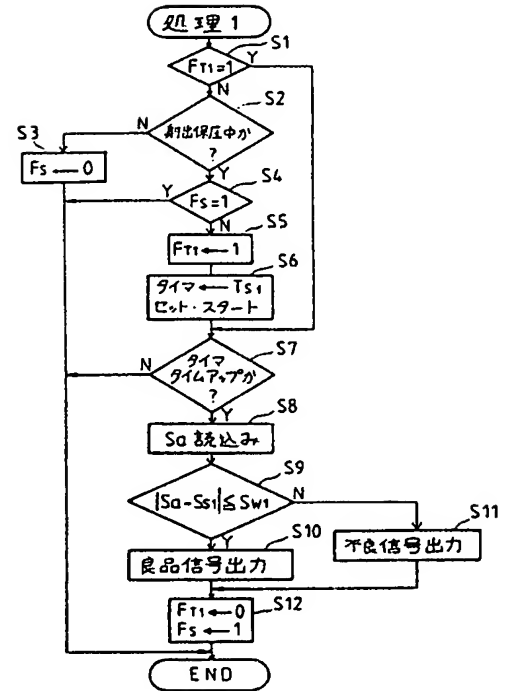 処理1
S1
FT1=1
Y
N
S2
射出保圧中か
?
N
Y
S3
Fs ← 0
S4
Fs=1
Y
N
S5
FT1 ← 1
S6
タイマ ← Ts1
セット・スタート
S7
タイマ
タイムアップか
?
N
Y
S8
Sa 読込み
S9
|Sa-Ss1|≦Sw1
N
Y
S10
良品信号出力
S11
不良信号出力
S12
FT1 ← 0
Fs ← 1
END